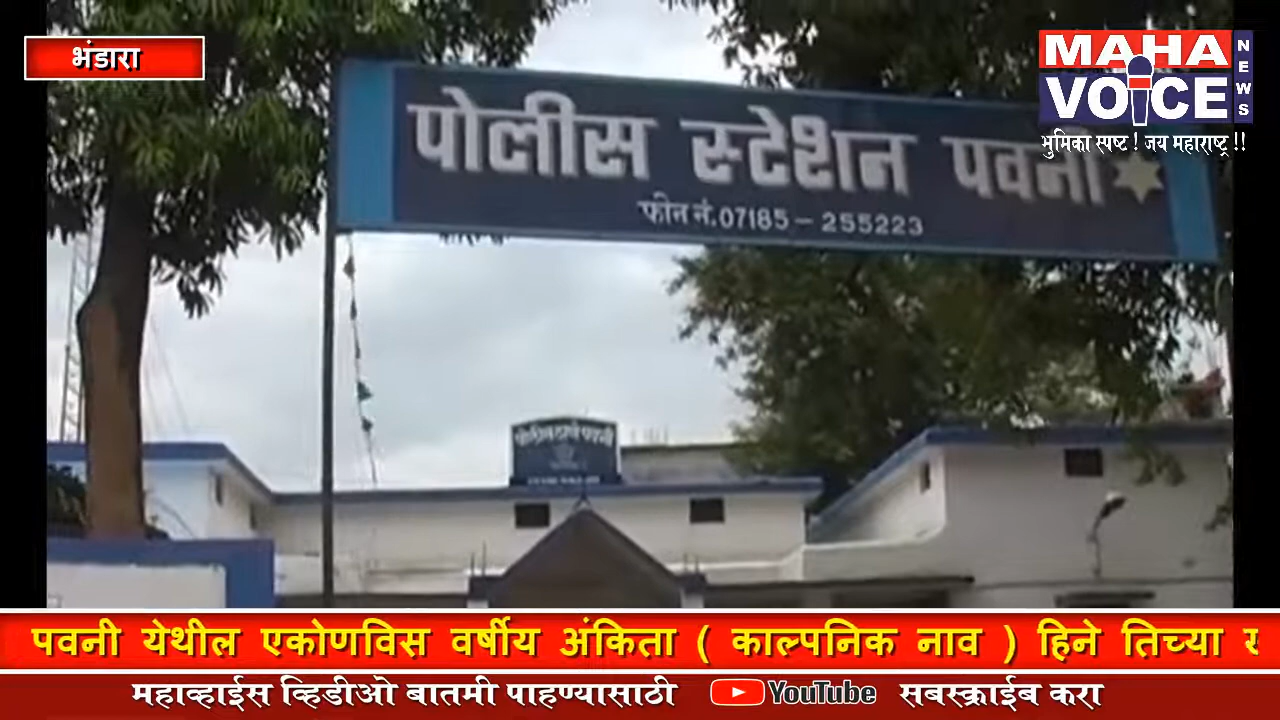 भंडारा
MAHA
VOICE
NEWS
भुमिका स्पष्ट ! जय महाराष्ट्र !!
पोलीस स्टेशन पवनी
फोन नं.07185 – 255223
पवनी येथील एकोणविस वर्षीय अंकिता ( काल्पनिक नाव ) हिने तिच्या
महाव्हाईस व्हिडीओ बातमी पाहण्यासाठी YouTube सबस्क्राईब करा